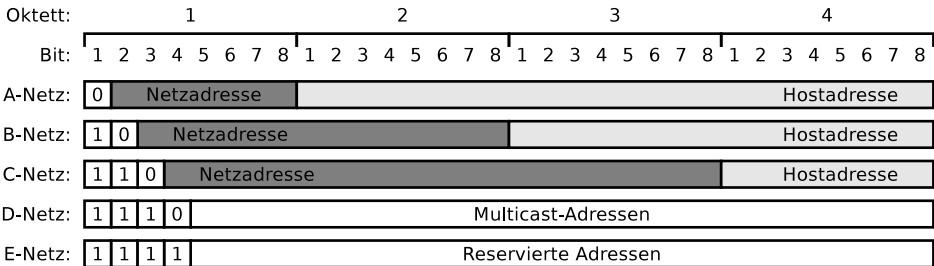 Oktett: 1 2 3 4
Bit: 1 2 3 4 5 6 7 8 1 2 3 4 5 6 7 8 1 2 3 4 5 6 7 8 1 2 3 4 5 6 7 8
A-Netz: 0 Netzadresse Hostadresse
B-Netz: 1 0 Netzadresse Hostadresse
C-Netz: 1 1 0 Netzadresse Hostadresse
D-Netz: 1 1 1 0 Multicast-Adressen
E-Netz: 1 1 1 1 Reservierte Adressen